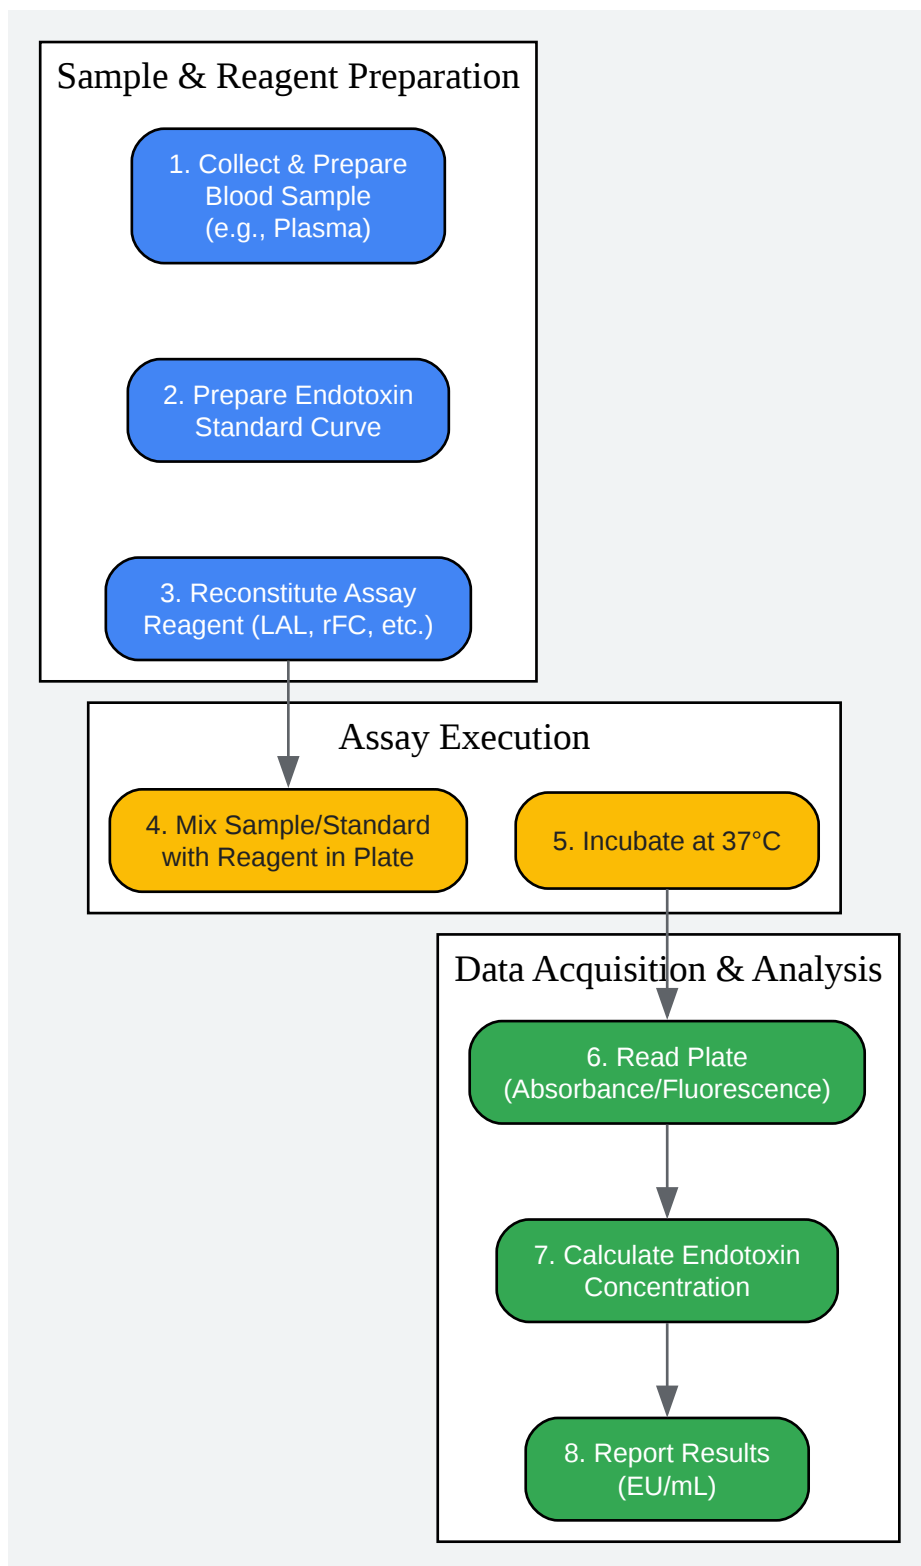 Sample & Reagent Preparation
1. Collect & Prepare
Blood Sample
(e.g., Plasma)
2. Prepare Endotoxin
Standard Curve
3. Reconstitute Assay
Reagent (LAL, rFC, etc.)
Assay Execution
4. Mix Sample/Standard
with Reagent in Plate
5. Incubate at 37°C
Data Acquisition & Analysis
6. Read Plate
(Absorbance/Fluorescence)
7. Calculate Endotoxin
Concentration
8. Report Results
(EU/mL)